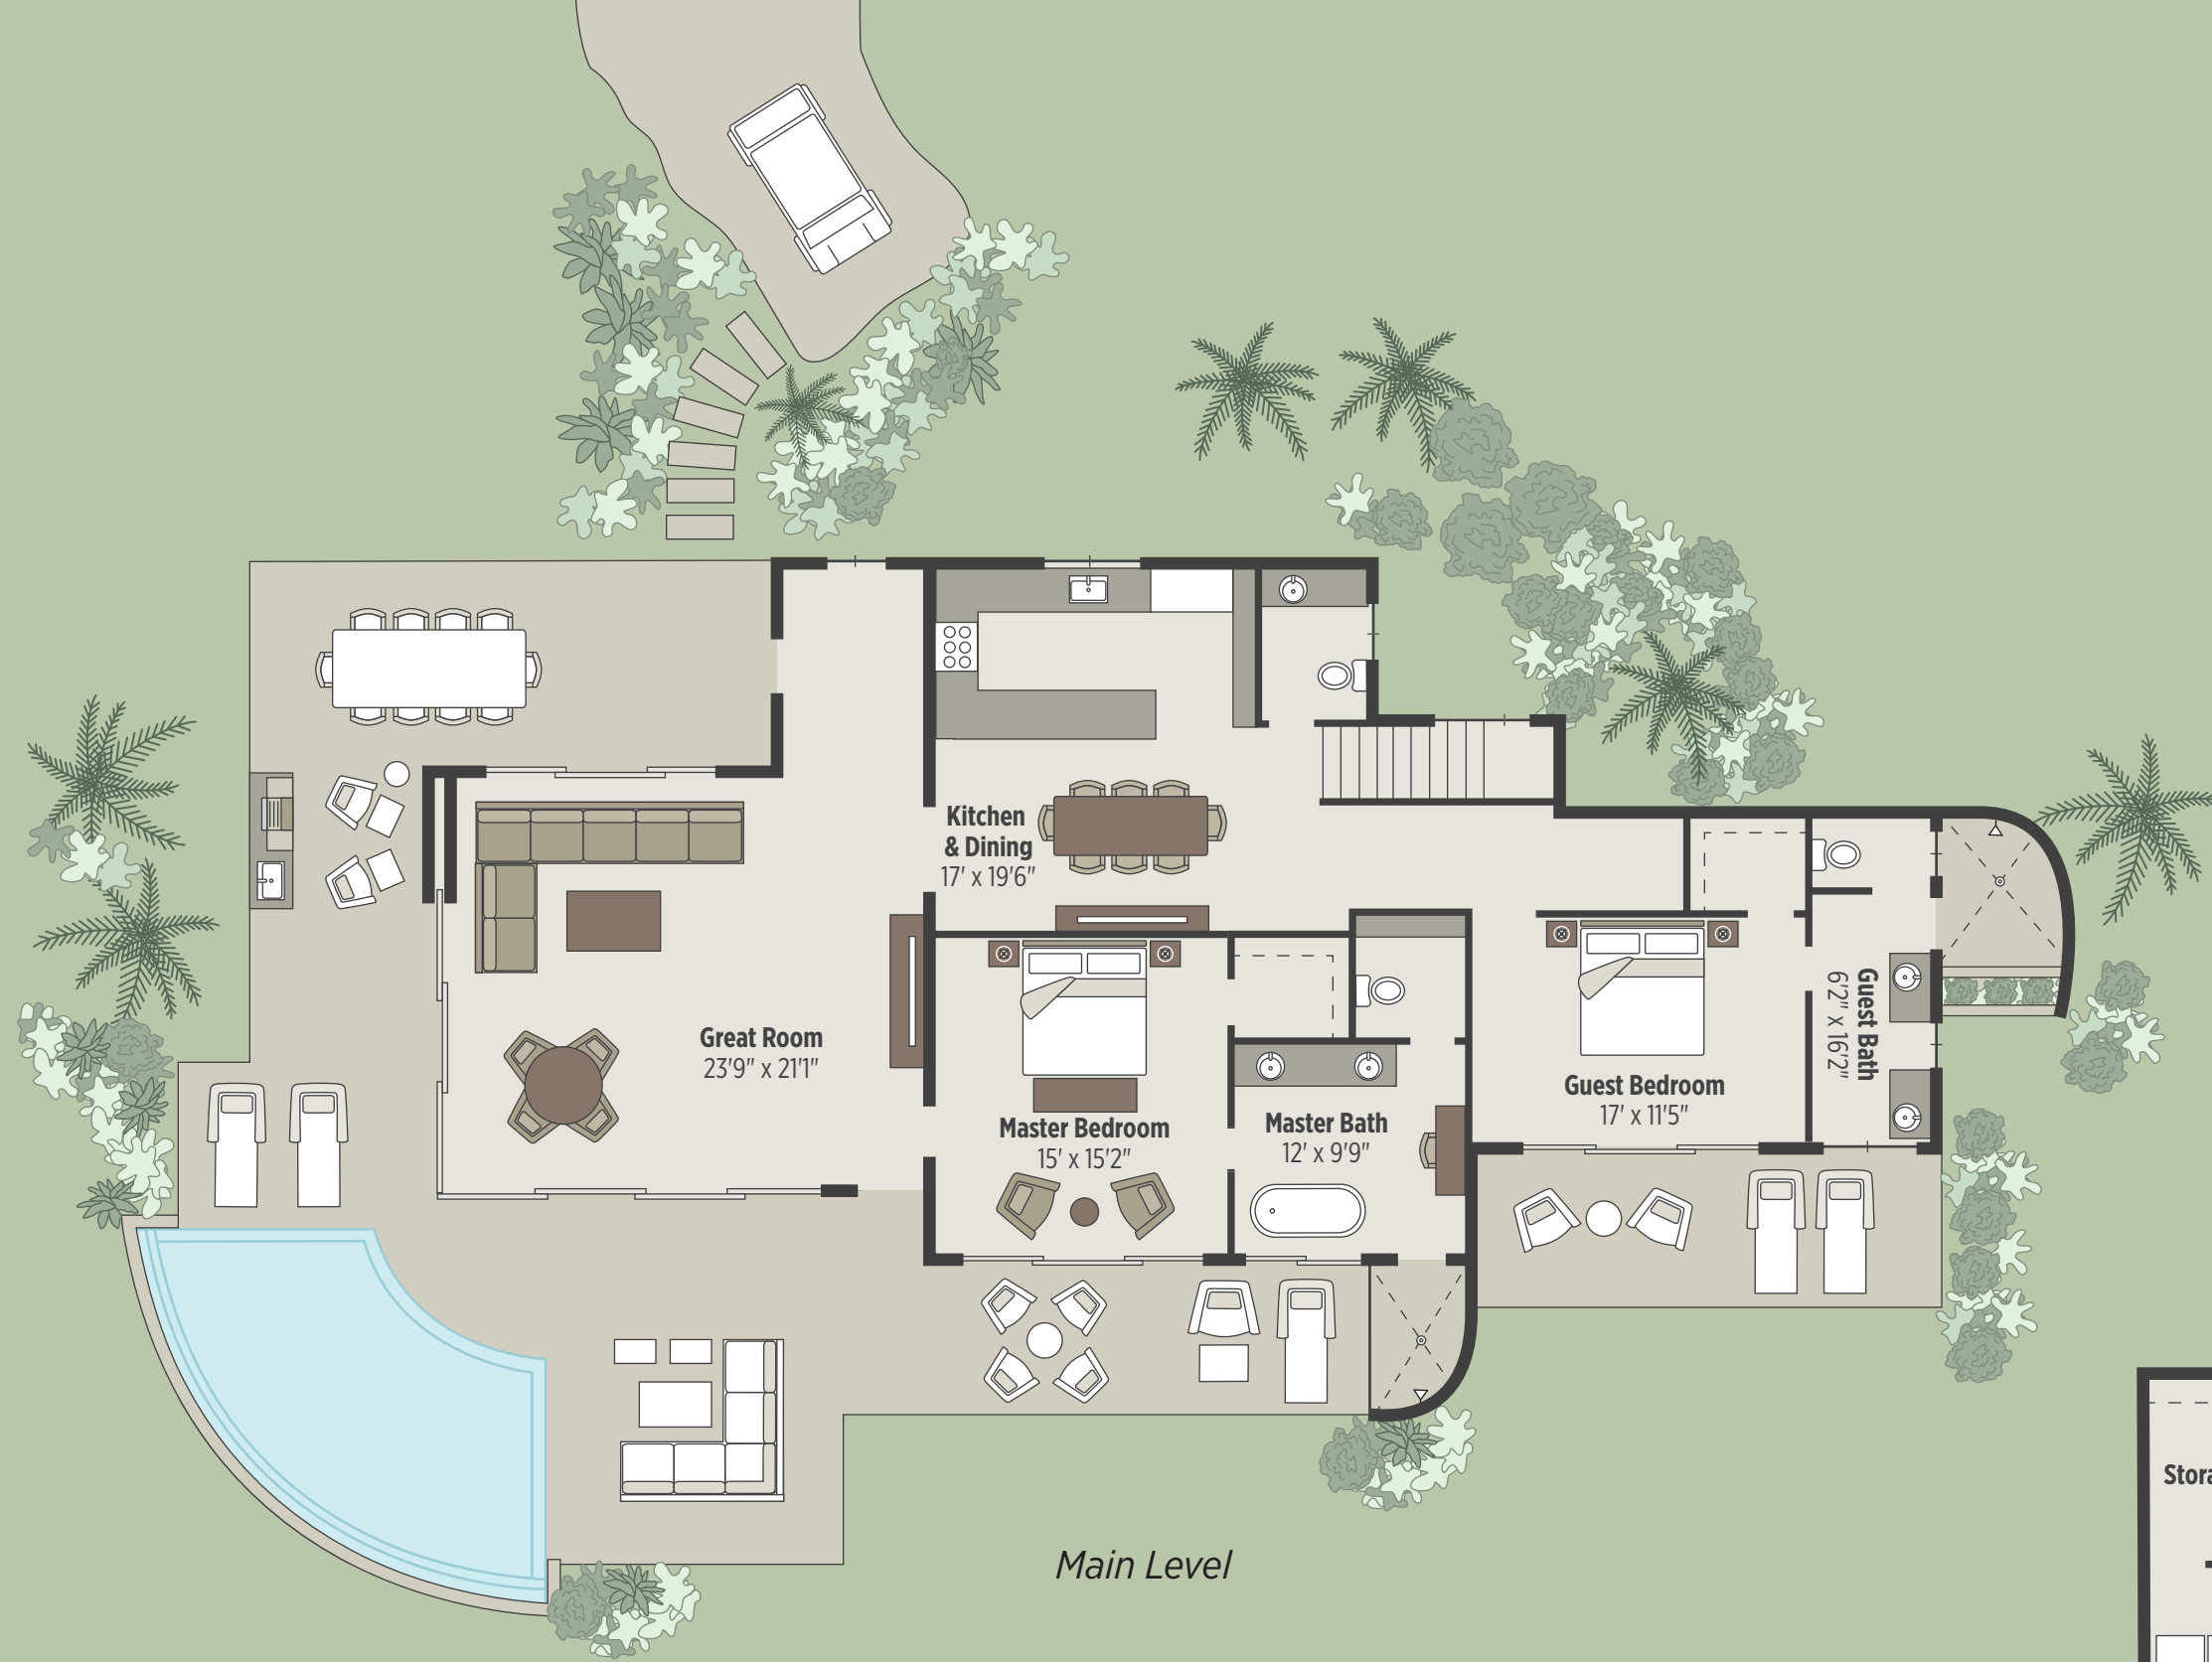 Kitchen
& Dining
17' x 19'6"
Great Room
23'9" x 21'1"
Master Bedroom
15' x 15'2"
Master Bath
12' x 9'9"
Guest Bedroom
17' x 11'5"
Guest Bath
6'2" x 16'2"
Main Level